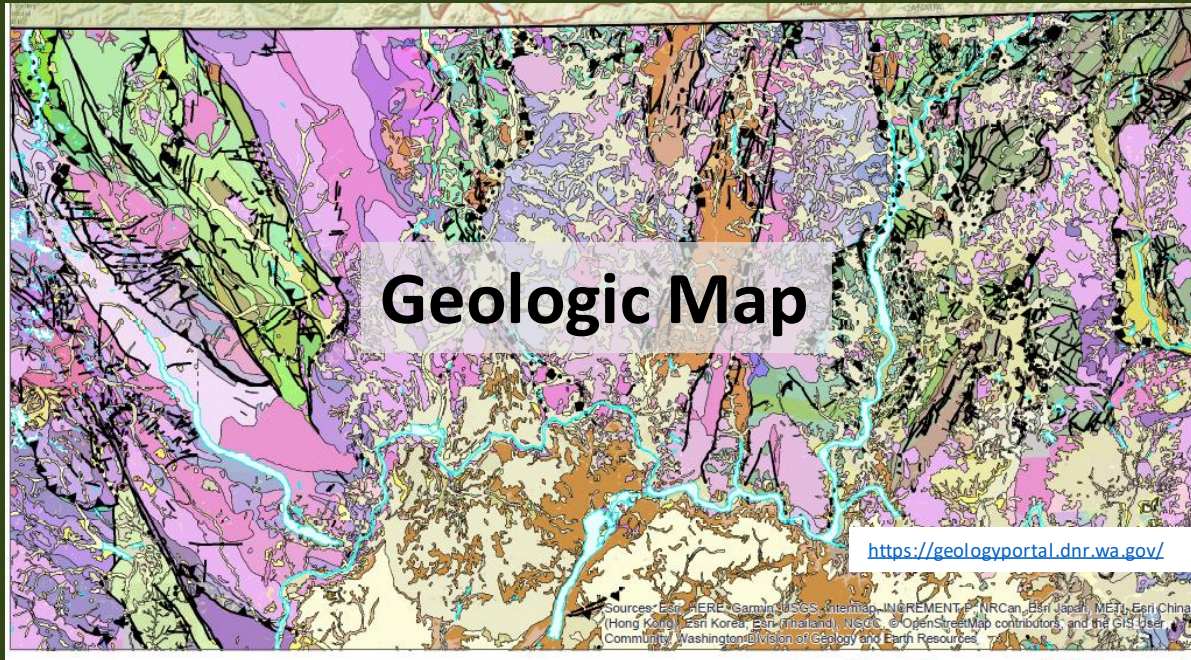 CANADA
Geologic Map
https://geologyportal.dnr.wa.gov/
Sources: Esri, HERE, Garmin, USGS, Intermap, INCREMENT P, NRCan, Esri Japan, METI, Esri China
(Hong Kong), Esri Korea, Esri (Thailand), NGCC, © OpenStreetMap contributors, and the GIS User
Community, Washington Division of Geology and Earth Resources